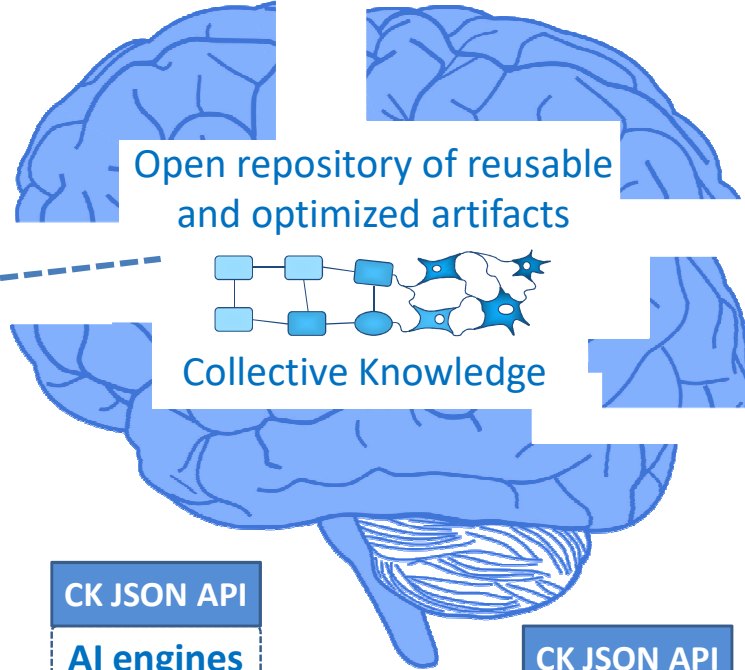 Open repository of reusable
and optimized artifacts
Collective Knowledge
CK JSON API
AI engines
CK JSON API